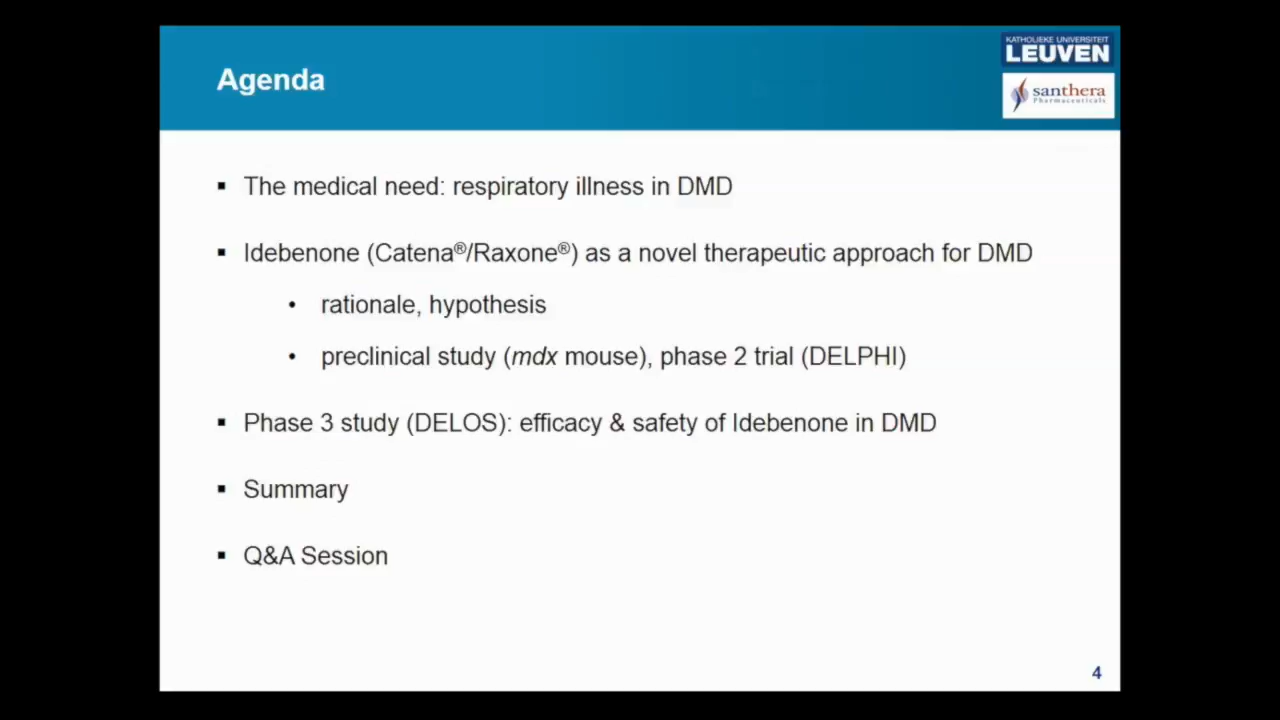 Agenda
KATHOLIEKE UNIVERSITEIT
LEUVEN
santhera
Pharmaceuticals
▪ The medical need: respiratory illness in DMD
▪ Idebenone (Catena®/Raxone®) as a novel therapeutic approach for DMD
• rationale, hypothesis
• preclinical study (mdx mouse), phase 2 trial (DELPHI)
▪ Phase 3 study (DELOS): efficacy & safety of Idebenone in DMD
▪ Summary
▪ Q&A Session
4